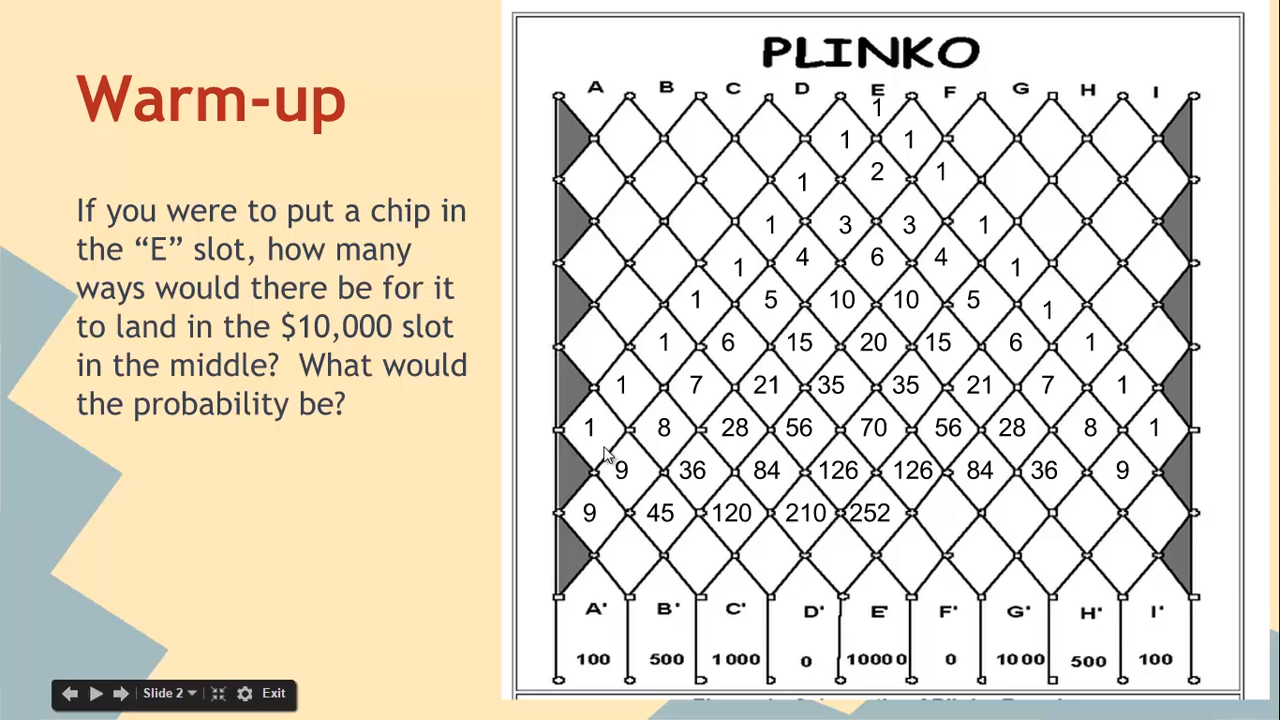 Warm-up
If you were to put a chip in
the “E” slot, how many
ways would there be for it
to land in the $10,000 slot
in the middle? What would
the probability be?
PLINKO
A B C D E F G H I
1
1 1
1 2 1
1 3 3 1
1 4 6 4 1
1 5 10 10 5 1
1 6 15 20 15 6 1
1 7 21 35 35 21 7 1
1 8 28 56 70 56 28 8 1
9 36 84 126 126 84 36 9
9 45 120 210 252
A' B' C' D' E' F' G' H' I'
100 500 1000 0 10000 0 1000 500 100
Slide 2 Exit